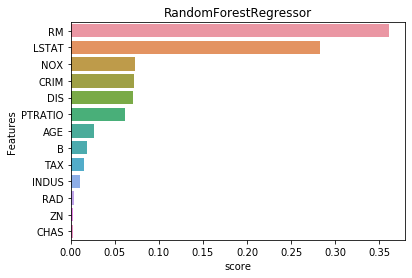 RandomForestRegressor
RM
LSTAT
NOX
CRIM
DIS
PTRATIO
AGE
B
TAX
INDUS
RAD
ZN
CHAS
Features
0.00 0.05 0.10 0.15 0.20 0.25 0.30 0.35
score